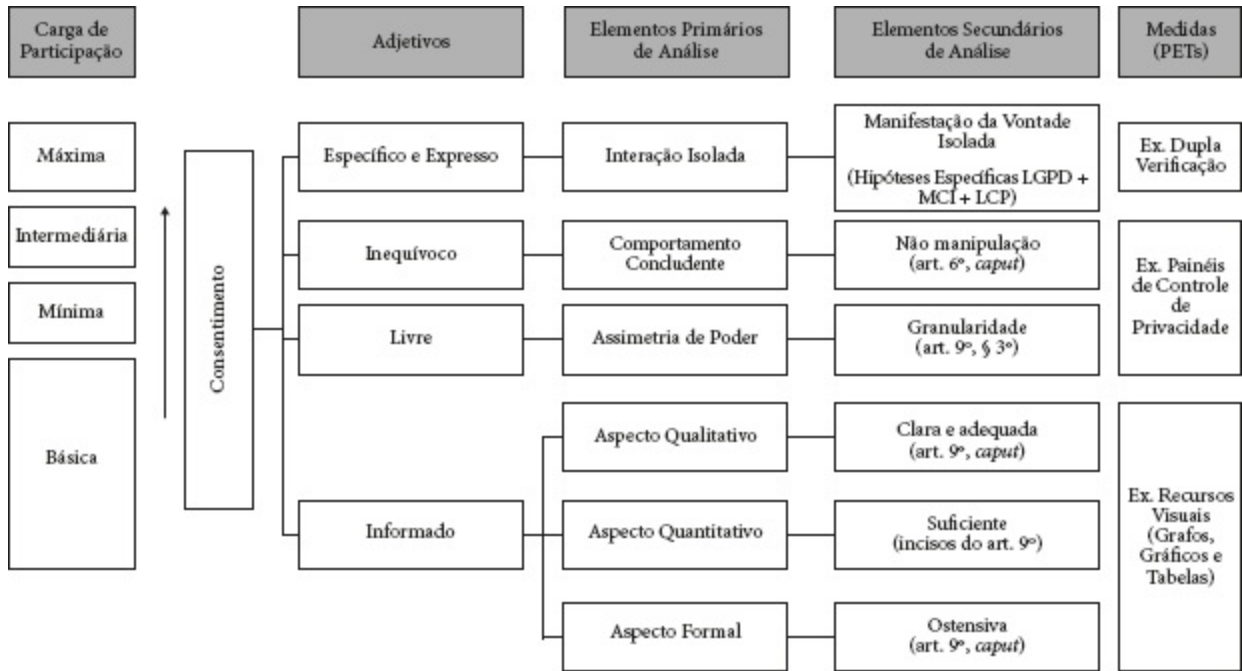 Carga de
Participação
Adjetivos
Elementos Primários
de Análise
Elementos Secundários
de Análise
Medidas
(PETs)
Máxima
Intermediária
Mínima
Básica
Consentimento
Específico e Expresso
Interação Isolada
Manifestação da Vontade
Isolada
(Hipóteses Específicas LGPD +
MCI + LCP)
Ex. Dupla
Verificação
Inequívoco
Comportamento
Concludente
Não manipulação
(art. 6º, caput)
Ex. Painéis
de Controle
de
Privacidade
Livre
Assimetria de Poder
Granularidade
(art. 9º, § 3º)
Informado
Aspecto Qualitativo
Clara e adequada
(art. 9º, caput)
Aspecto Quantitativo
Suficiente
(incisos do art. 9º)
Aspecto Formal
Ostensiva
(art. 9º, caput)
Ex. Recursos
Visuais
(Grafos,
Gráficos e
Tabelas)